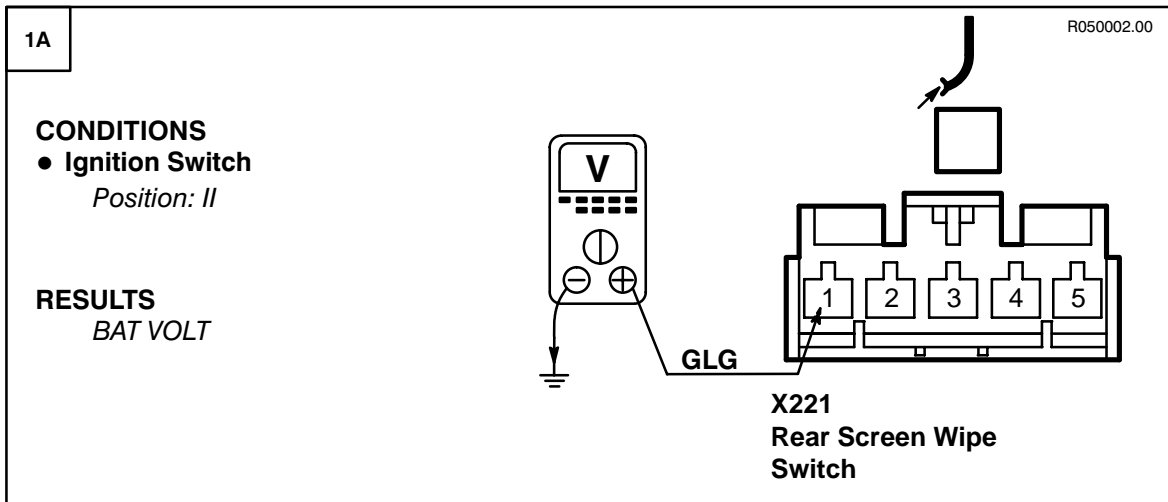 1A
R050002.00
CONDITIONS
● Ignition Switch
Position: II
RESULTS
BAT VOLT
V
− +
1 2 3 4 5
GLG
X221
Rear Screen Wipe
Switch